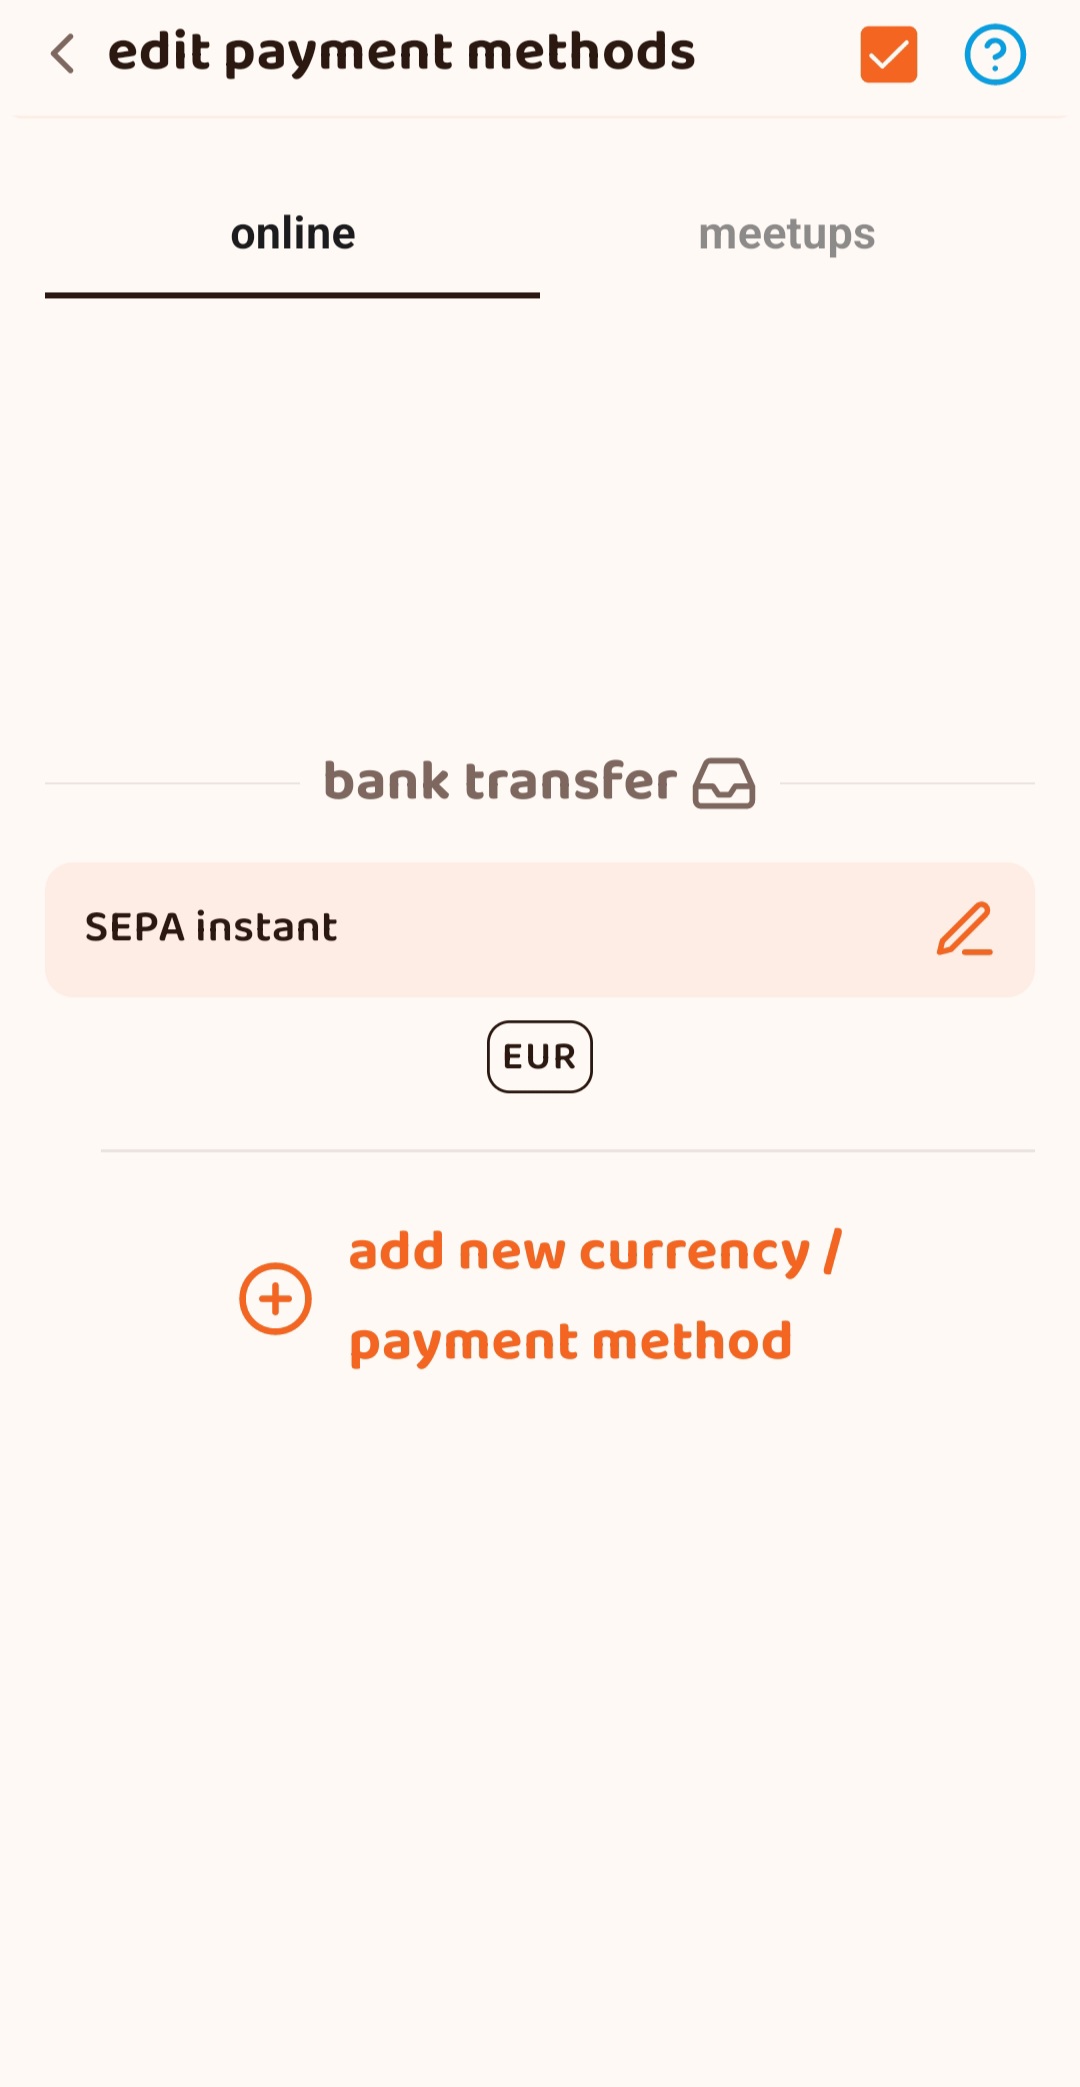 edit payment methods
online
meetups
bank transfer
SEPA instant
EUR
add new currency /
payment method